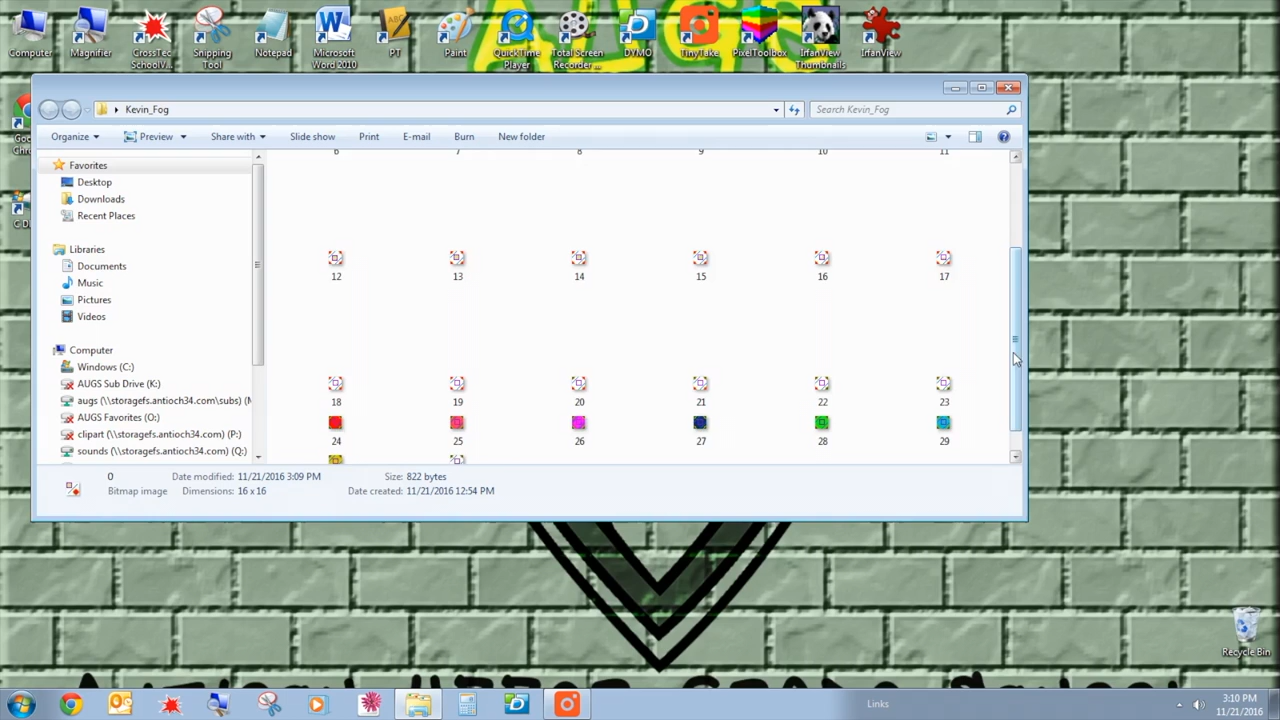 AUGS
Computer
Magnifier
CrossTec SchoolV...
Snipping Tool
Notepad
Microsoft Word 2010
PT
Paint
QuickTime Player
Total Screen Recorder ...
DYMO
TinyTake
PixelToolbox
IrfanView Thumbnails
IrfanView
Kevin_Fog
Search Kevin_Fog
Organize
Preview
Share with
Slide show
Print
E-mail
Burn
New folder
Favorites
Desktop
Downloads
Recent Places
Libraries
Documents
Music
Pictures
Videos
Computer
Windows (C:)
AUGS Sub Drive (K:)
augs (\\storagefs.antioch34.com\subs) (M
AUGS Favorites (O:)
clipart (\\storagefs.antioch34.com) (P:)
sounds (\\storagefs.antioch34.com) (Q:)
6 7 8 9 10 11
12 13 14 15 16 17
18 19 20 21 22 23
24 25 26 27 28 29
0
Date modified: 11/21/2016 3:09 PM
Size: 822 bytes
Bitmap image
Dimensions: 16 x 16
Date created: 11/21/2016 12:54 PM
Recycle Bin
Links
3:10 PM
11/21/2016